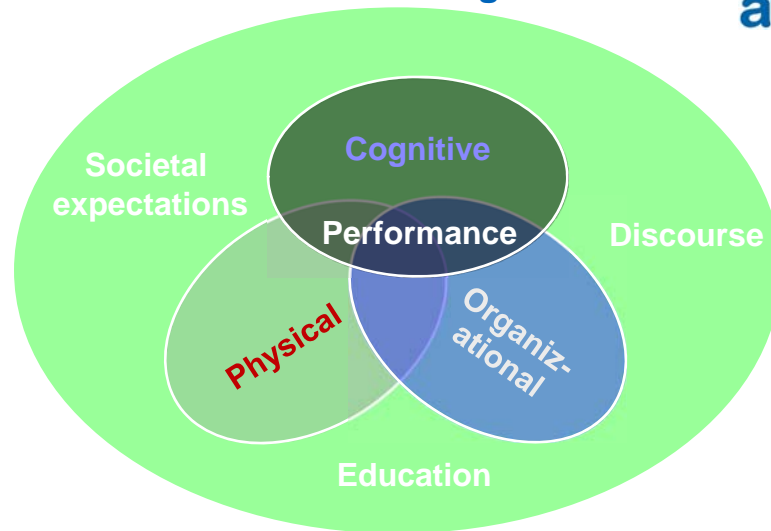 g
a
Cognitive
Societal
expectations
Performance
Discourse
Physical
Organiz-
ational
Education